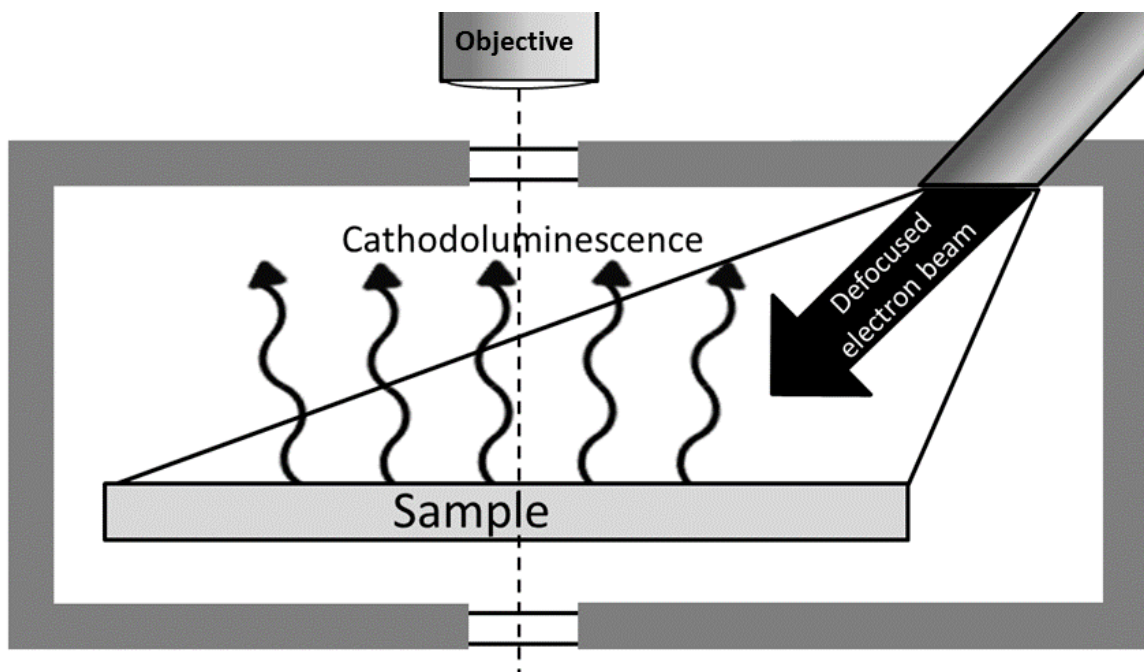 Objective
Cathodoluminescence
Defocused
electron beam
Sample